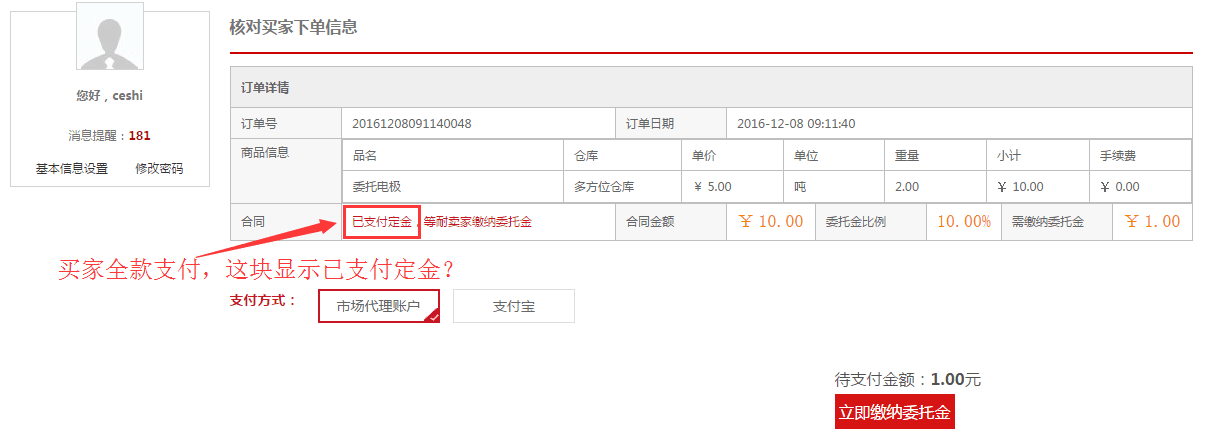 您好，ceshi
消息提醒：181
基本信息设置 修改密码
核对买家下单信息
订单详情
订单号 20161208091140048 订单日期 2016-12-08 09:11:40
商品信息 品名 仓库 单价 单位 重量 小计 手续费
委托电极 多方位仓库 ￥ 5.00 吨 2.00 ￥ 10.00 ￥ 0.00
合同 已支付定金，等耐卖家缴纳委托金 合同金额 ￥ 10.00 委托金比例 10.00% 需缴纳委托金 ￥ 1.00
买家全款支付，这块显示已支付定金？
支付方式： 市场代理账户 支付宝
待支付金额：1.00元
立即缴纳委托金